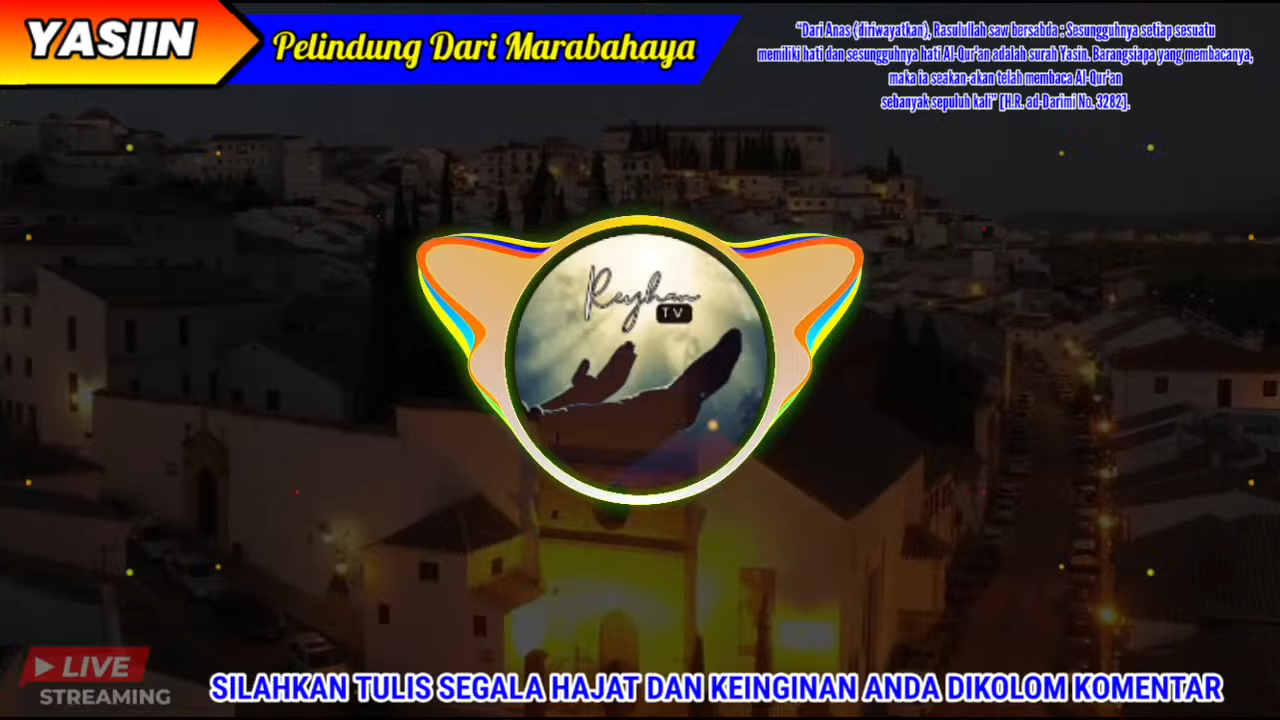 YASIIN
Pelindung Dari Marabahaya
“Dari Anas (diriwayatkan), Rasulullah saw bersabda : Sesungguhnya setiap sesuatu
memiliki hati dan sesungguhnya hati Al-Qur'an adalah surah Yasin. Barangsiapa yang membacanya,
maka ia seakan-akan telah membaca Al-Qur'an
sebanyak sepuluh kali” [H.R. ad-Darimi No. 3282].
Reyhan
TV
LIVE
STREAMING
SILAHKAN TULIS SEGALA HAJAT DAN KEINGINAN ANDA DIKOLOM KOMENTAR